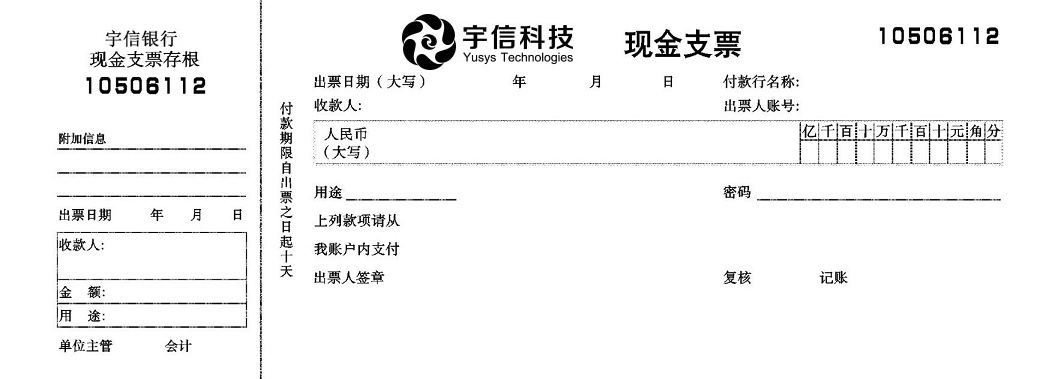 宇信银行
现金支票存根
10506112
附加信息
出票日期 年 月 日
收款人:
金 额:
用 途:
单位主管 会计
付款期限自出票之日起十天
宇信科技
Yusys Technologies
现金支票
10506112
出票日期（大写） 年 月 日 付款行名称:
收款人: 出票人账号:
人民币
（大写）
亿千百十万千百十元角分
用途 密码
上列款项请从
我账户内支付
出票人签章 复核 记账